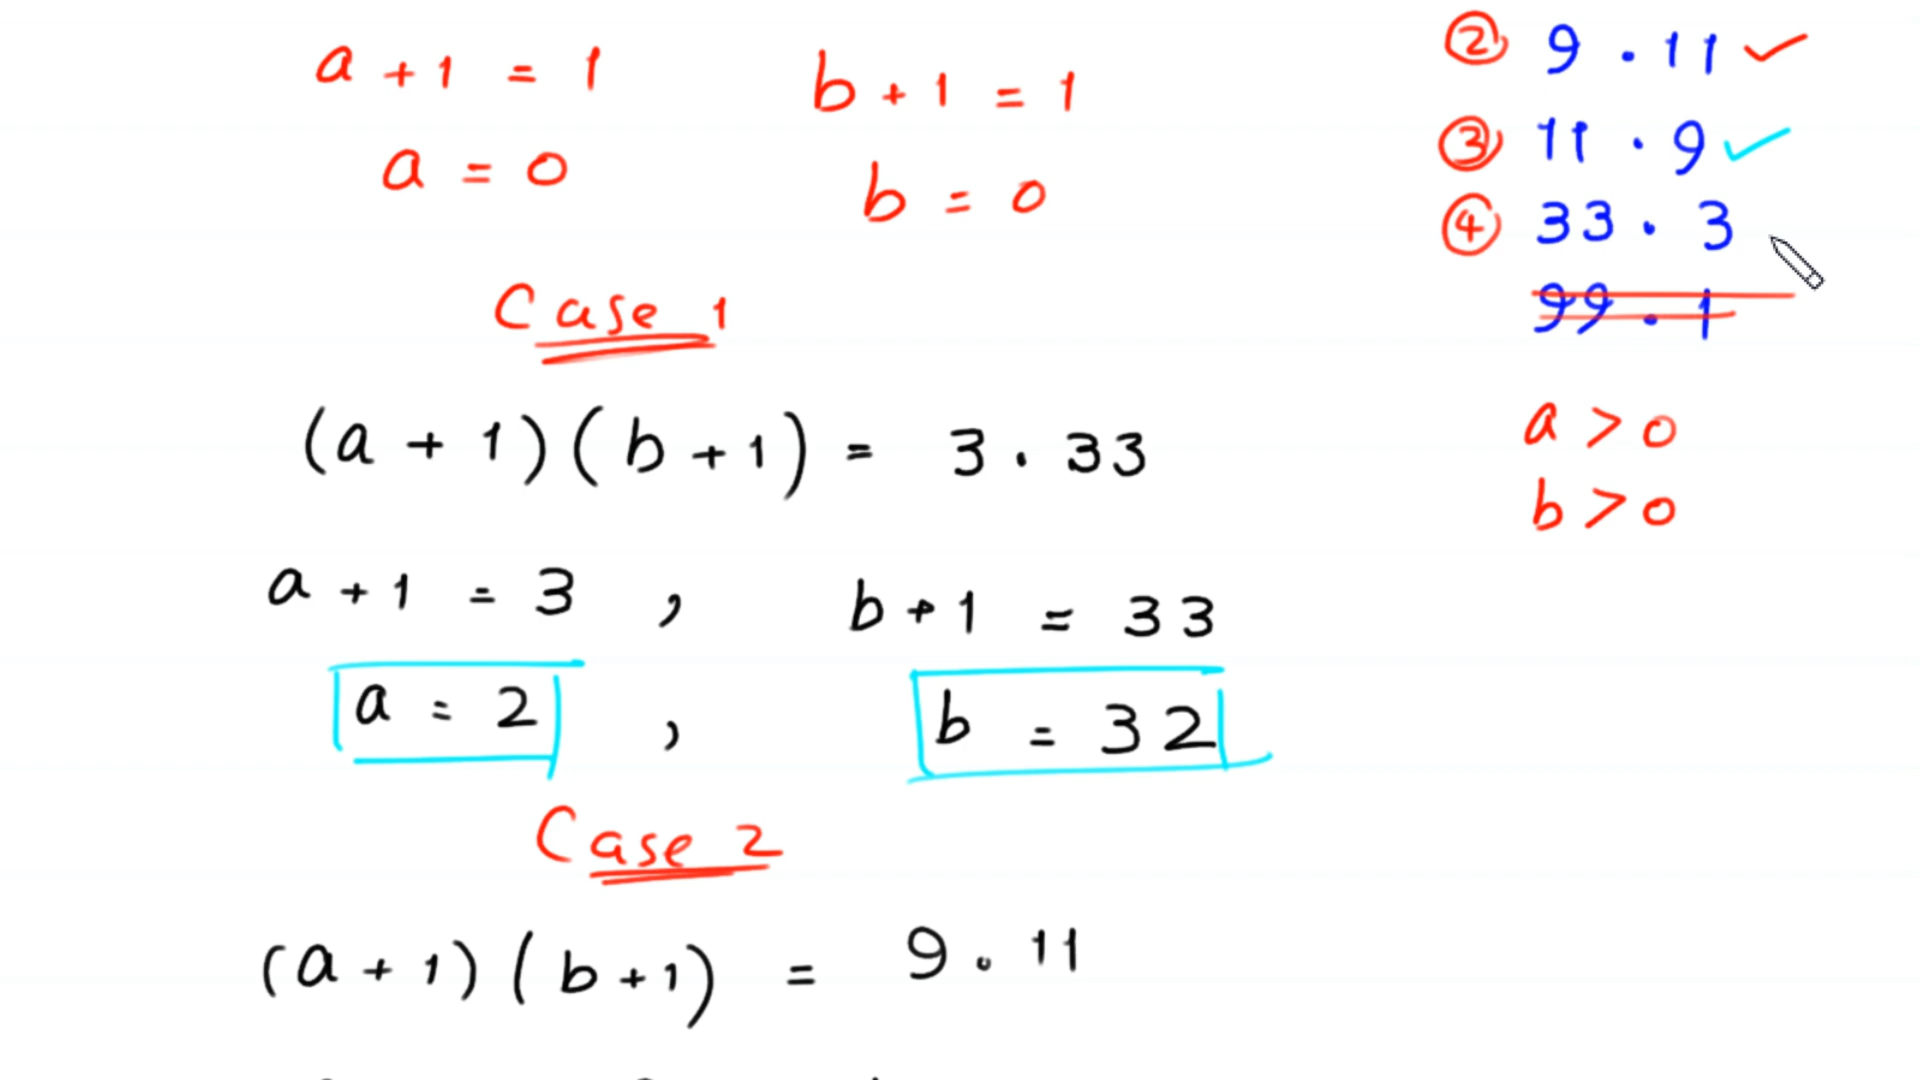 a + 1 = 1
b + 1 = 1
a = 0
b = 0
Case 1
(a + 1)(b + 1) = 3 . 33
a + 1 = 3 , b + 1 = 33
a = 2 , b = 32
Case 2
(a + 1)(b + 1) = 9 . 11
② 9 . 11 ✓
③ 11 . 9 ✓
④ 33 . 3
99 . 1
a > 0
b > 0